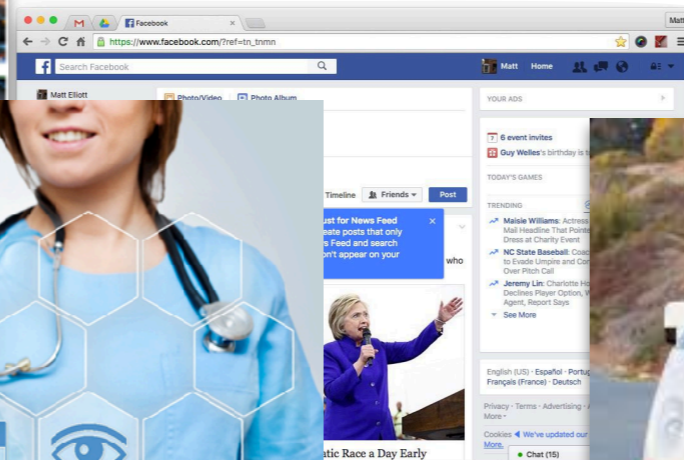 Facebook
Matt
https://www.facebook.com/?ref=tn_tnmn
Search Facebook
Matt Home
Matt Elliott
Photo/Video Photo Album
Timeline Friends Post
ust for News Feed
eate posts that only
s Feed and search
on't appear on your
who
tic Race a Day Early
YOUR ADS
6 event invites
Guy Welles's birthday is t
TODAY'S GAMES
TRENDING
Maisie Williams: Actress
Mail Headline That Pointe
Dress at Charity Event
NC State Baseball: Coac
to Evade Umpire and Con
Over Pitch Call
Jeremy Lin: Charlotte Ho
Declines Player Option, W
Agent, Report Says
See More
English (US) · Español · Portug
Français (France) · Deutsch
Privacy · Terms · Advertising ·
More
Cookies We've updated our
More.
Chat (15)